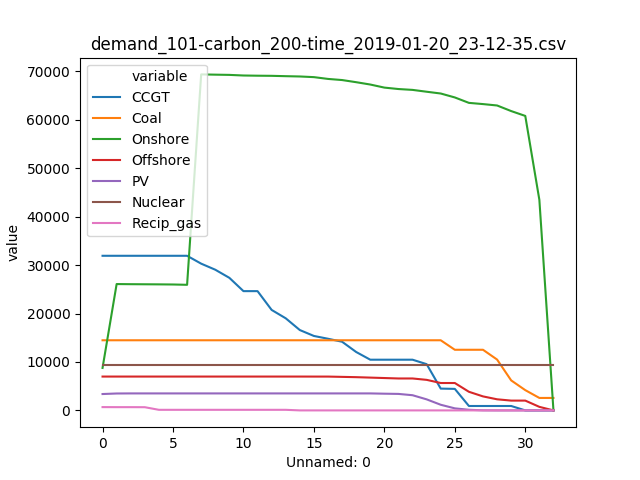 demand_101-carbon_200-time_2019-01-20_23-12-35.csv
variable
CCGT
Coal
Onshore
Offshore
PV
Nuclear
Recip_gas
value
70000
60000
50000
40000
30000
20000
10000
0
0 5 10 15 20 25 30
Unnamed: 0